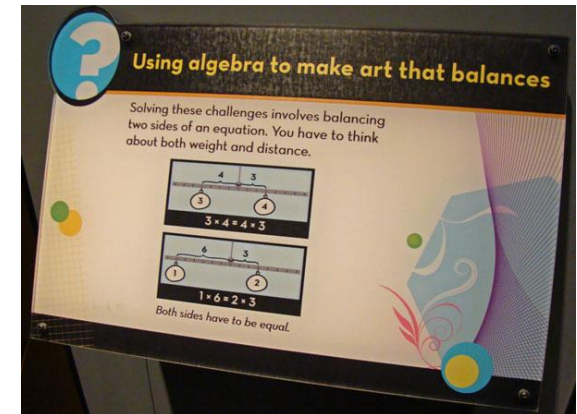 ?
Using algebra to make art that balances
Solving these challenges involves balancing
two sides of an equation. You have to think
about both weight and distance.
4 3
3 4
3 × 4 = 4 × 3
6 3
1 2
1 × 6 = 2 × 3
Both sides have to be equal.